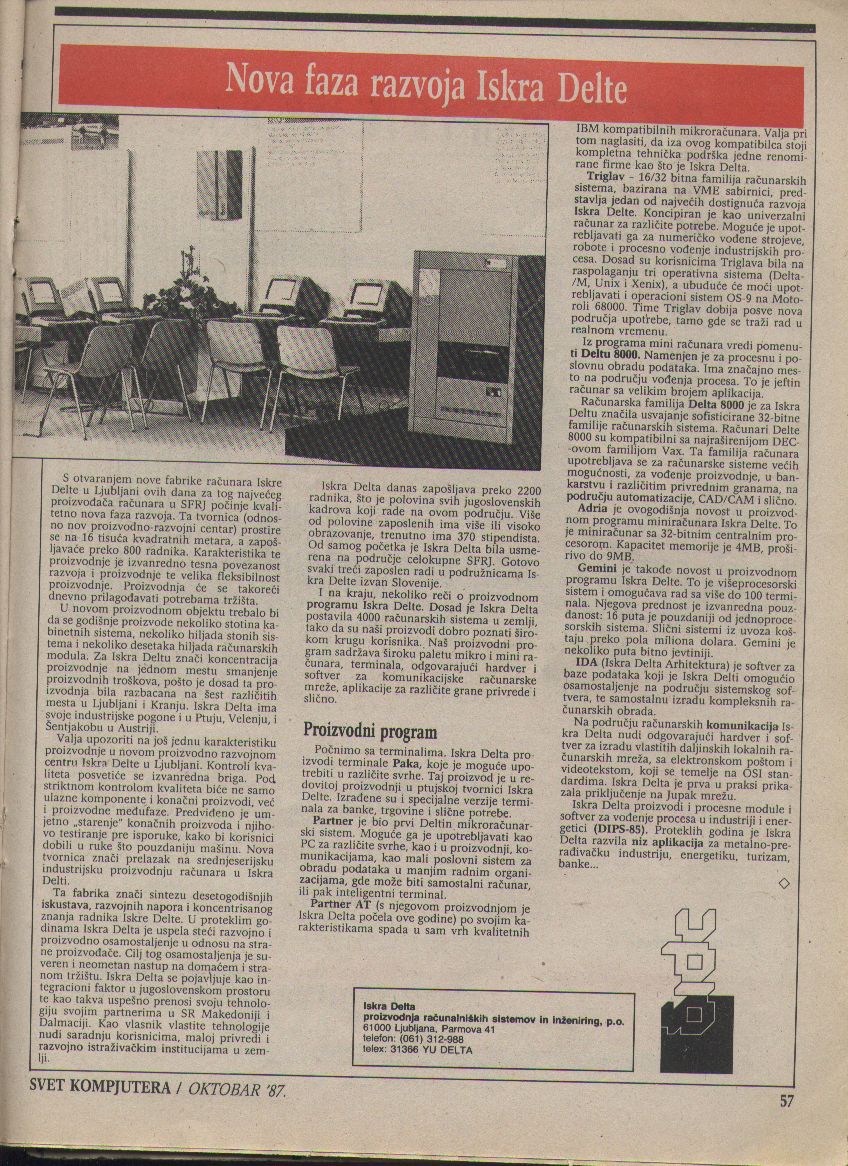 Nova faza razvoja Iskra Delte
S otvaranjem nove fabrike računara Iskre
Delte u Ljubljani ovih dana za tog najvećeg
proizvođača računara u SFRJ počinje kvali-
tetno nova faza razvoja. Ta tvornica (odnos-
no nov proizvodno-razvojni centar) prostire
se na 16 tisuća kvadratnih metara, a zapoš-
ljavaće preko 800 radnika. Karakteristika te
proizvodnje je izvanredno tesna povezanost
razvoja i proizvodnje te velika fleksibilnost
proizvodnje. Proizvodnja će se takoreći
dnevno prilagođavati potrebama tržišta.
U novom proizvodnom objektu trebalo bi
da se godišnje proizvode nekoliko stotina ka-
binetnih sistema, nekoliko hiljada stonih sis-
tema i nekoliko desetaka hiljada računarskih
modula. Za Iskra Deltu znači koncentracija
proizvodnje na jednom mestu smanjenje
proizvodnih troškova, pošto je dosad ta pro-
izvodnja bila razbacana na šest različitih
mesta u Ljubljani i Kranju. Iskra Delta ima
svoje industrijske pogone i u Ptuju, Velenju, i
Šentjakobu u Austriji.
Valja upozoriti na još jednu karakteristiku
proizvodnje u novom proizvodno razvojnom
centru Iskra Delte u Ljubljani. Kontroli kva-
liteta posvetiće se izvanredna briga. Pod
striktnom kontrolom kvaliteta biće ne samo
ulazne komponente i konačni proizvodi, već
i proizvodne međufaze. Predviđeno je um-
jetno „starenje" konačnih proizvoda i njiho-
vo testiranje pre isporuke, kako bi korisnici
dobili u ruke što pouzdaniju mašinu. Nova
tvornica znači prelazak na srednjeserijsku
industrijsku proizvodnju računara u Iskra
Delti.
Ta fabrika znači sintezu desetogodišnjih
iskustava, razvojnih napora i koncentrisanog
znanja radnika Iskre Delte. U proteklim go-
dinama Iskra Delta je uspela steći razvojno i
proizvodno osamostaljenje u odnosu na stra-
ne proizvođače. Cilj tog osamostaljenja je su-
veren i neometan nastup na domaćem i stra-
nom tržištu. Iskra Delta se pojavljuje kao in-
tegracioni faktor u jugoslovenskom prostoru
te kao takva uspešno prenosi svoju tehnolo-
giju svojim partnerima u SR Makedoniji i
Dalmaciji. Kao vlasnik vlastite tehnologije
nudi saradnju korisnicima, maloj privredi i
razvojno istraživačkim institucijama u zem-
lji.
Iskra Delta danas zapošljava preko 2200
radnika, što je polovina svih jugoslovenskih
kadrova koji rade na ovom području. Više
od polovine zaposlenih ima više ili visoko
obrazovanje, trenutno ima 370 stipendista.
Od samog početka je Iskra Delta bila usme-
rena na područje celokupne SFRJ. Gotovo
svaki treći zaposlen radi u podružnicama Is-
kra Delte izvan Slovenije.
I na kraju, nekoliko reči o proizvodnom
programu Iskra Delte. Dosad je Iskra Delta
postavila 4000 računarskih sistema u zemlji,
tako da su naši proizvodi dobro poznati širo-
kom krugu korisnika. Naš proizvodni pro-
gram sadržava široku paletu mikro i mini ra-
čunara, terminala, odgovarajući hardver i
softver za komunikacijske računarske
mreže, aplikacije za različite grane privrede i
slično.
Proizvodni program
Počnimo sa terminalima. Iskra Delta pro-
izvodi terminale Paka, koje je moguće upo-
trebiti u različite svrhe. Taj proizvod je u re-
dovitoj proizvodnji u ptujskoj tvornici Iskra
Delte. Izrađene su i specijalne verzije termi-
nala za banke, trgovine i slične potrebe.
Partner je bio prvi Deltin mikroračunar-
ski sistem. Moguće ga je upotrebljavati kao
PC za različite svrhe, kao i u proizvodnji, ko-
munikacijama, kao mali poslovni sistem za
obradu podataka u manjim radnim organi-
zacijama, gde može biti samostalni računar,
ili pak inteligentni terminal.
Partner AT (s njegovom proizvodnjom je
Iskra Delta počela ove godine) po svojim ka-
rakteristikama spada u sam vrh kvalitetnih
IBM kompatibilnih mikroračunara. Valja pri
tom naglasiti, da iza ovog kompatibilca stoji
kompletna tehnička podrška jedne renomi-
rane firme kao što je Iskra Delta.
Triglav - 16/32 bitna familija računarskih
sistema, bazirana na VME sabirnici, pred-
stavlja jedan od najvećih dostignuća razvoja
Iskra Delte. Koncipiran je kao univerzalni
računar za različite potrebe. Moguće je upot-
rebljavati ga za numeričko vođene strojeve,
robote i procesno vođenje industrijskih pro-
cesa. Dosad su korisnicima Triglava bila na
raspolaganju tri operativna sistema (Delta-
/M, Unix i Xenix), a ubuduće će moći upot-
rebljavati i operacioni sistem OS-9 na Moto-
roli 68000. Time Triglav dobija posve nova
područja upotrebe, tamo gde se traži rad u
realnom vremenu.
Iz programa mini računara vredi pomenu-
ti Deltu 8000. Namenjen je za procesnu i po-
slovnu obradu podataka. Ima značajno mes-
to na području vođenja procesa. To je jeftin
računar sa velikim brojem aplikacija.
Računarska familija Delta 8000 je za Iskra
Deltu značila usvajanje sofisticirane 32-bitne
familije računarskih sistema. Računari Delte
8000 su kompatibilni sa najraširenijom DEC-
-ovom familijom Vax. Ta familija računara
upotrebljava se za računarske sisteme većih
mogućnosti, za vođenje proizvodnje, u ban-
karstvu i različitim privrednim granama, na
području automatizacije, CAD/CAM i slično.
Adria je ovogodišnja novost u proizvod-
nom programu miniračunara Iskra Delte. To
je miniračunar sa 32-bitnim centralnim pro-
cesorom. Kapacitet memorije je 4MB, proši-
rivo do 9MB.
Gemini je takođe novost u proizvodnom
programu Iskra Delte. To je višeprocesorski
sistem i omogućava rad sa više do 100 termi-
nala. Njegova prednost je izvanredna pouz-
danost: 16 puta je pouzdaniji od jednoproce-
sorskih sistema. Slični sistemi iz uvoza koš-
taju preko pola miliona dolara. Gemini je
nekoliko puta bitno jevtiniji.
IDA (Iskra Delta Arhitektura) je softver za
baze podataka koji je Iskra Delti omogućio
osamostaljenje na području sistemskog sof-
tvera, te samostalnu izradu kompleksnih ra-
čunarskih obrada.
Na području računarskih komunikacija Is-
kra Delta nudi odgovarajući hardver i sof-
tver za izradu vlastitih daljinskih lokalnih ra-
čunarskih mreža, sa elektronskom poštom i
videotekstom, koji se temelje na OSI stan-
dardima. Iskra Delta je prva u praksi prika-
zala priključenje na Jupak mrežu.
Iskra Delta proizvodi i procesne module i
softver za vođenje procesa u industriji i ener-
getici (DIPS-85). Proteklih godina je Iskra
Delta razvila niz aplikacija za metalno-pre-
rađivačku industriju, energetiku, turizam,
banke...
Iskra Delta
proizvodnja računalniških sistemov in inženiring, p.o.
61000 Ljubljana, Parmova 41
telefon: (061) 312-988
telex: 31366 YU DELTA
SVET KOMPJUTERA / OKTOBAR '87.
57